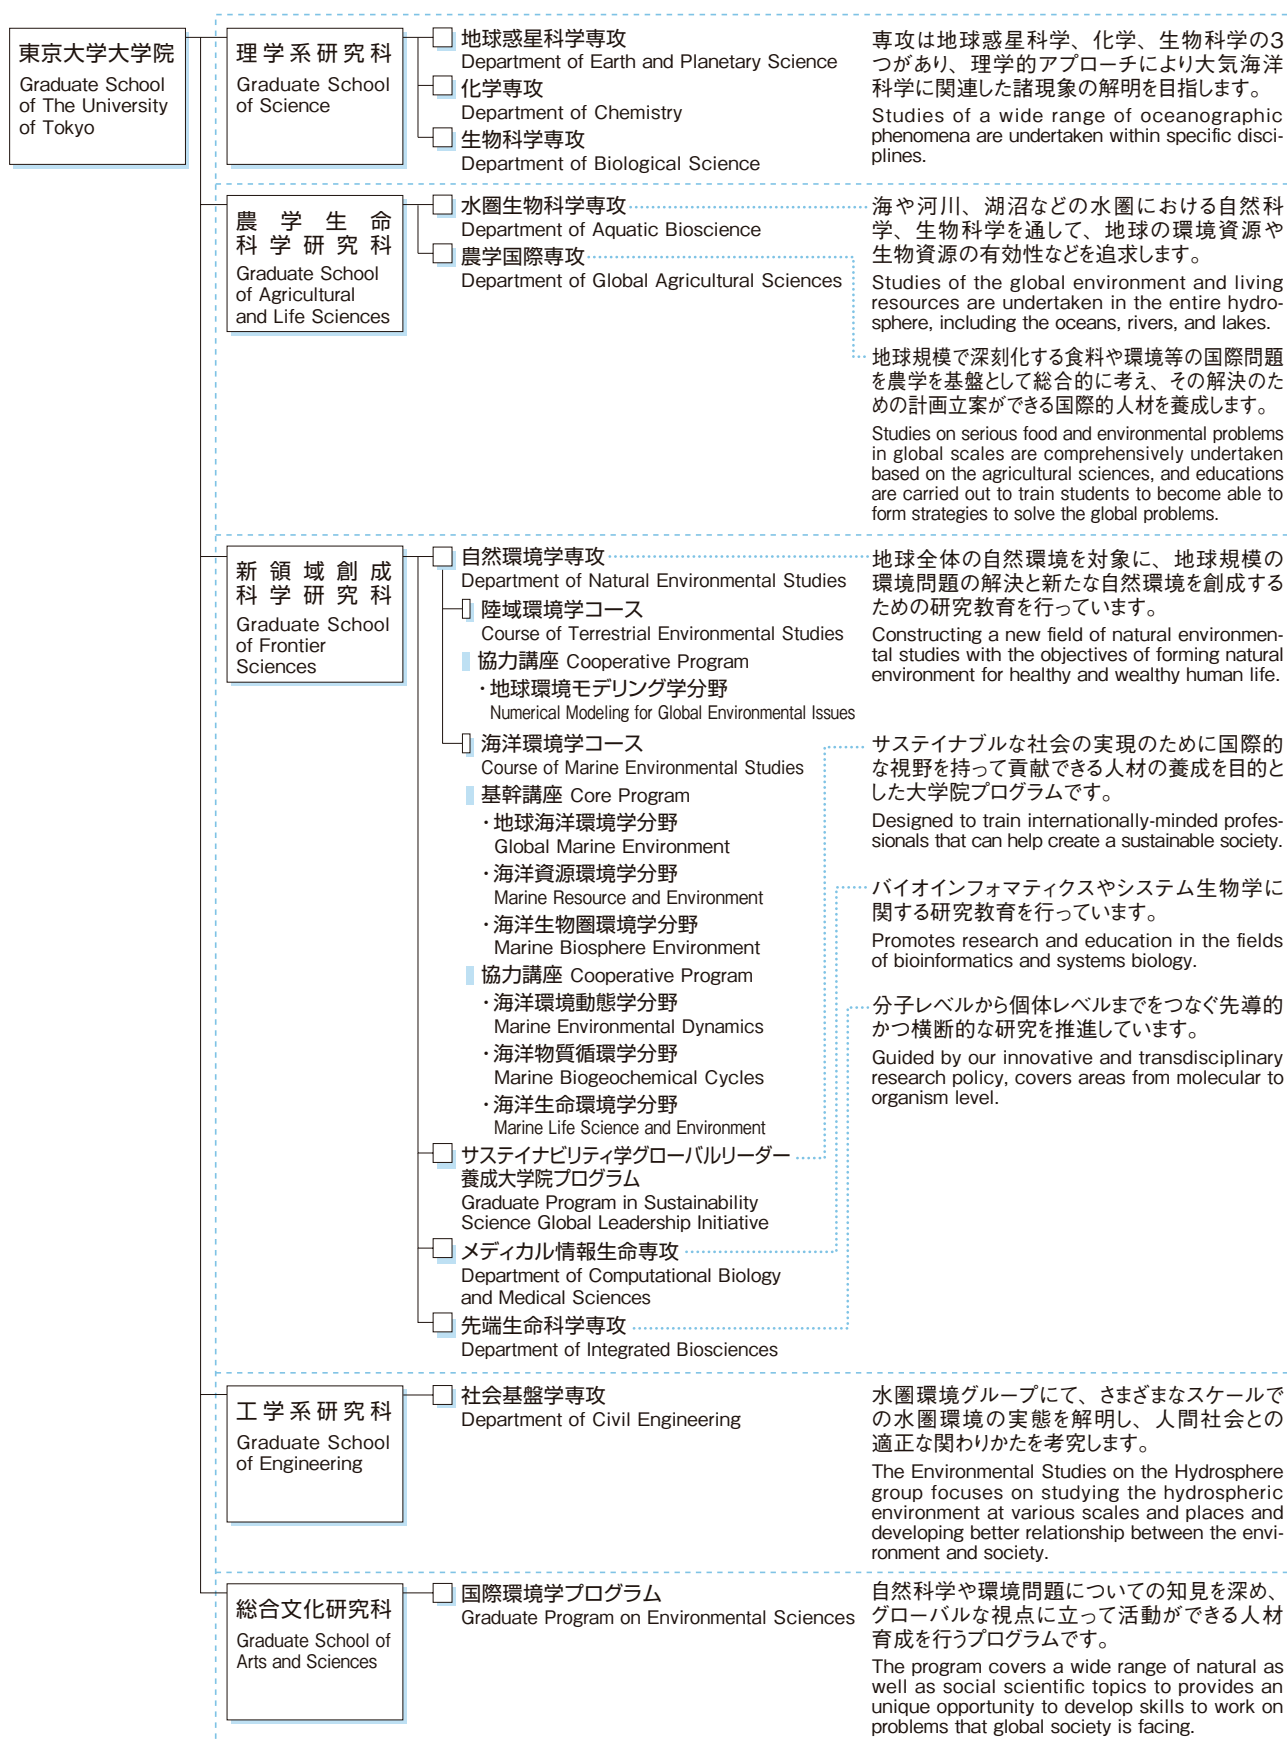 東京大学大学院
Graduate School
of The University
of Tokyo
理学系研究科
Graduate School
of Science
地球惑星科学専攻
Department of Earth and Planetary Science
化学専攻
Department of Chemistry
生物科学専攻
Department of Biological Science
専攻は地球惑星科学、化学、生物科学の3
つがあり、理学的アプローチにより大気海洋
科学に関連した諸現象の解明を目指します。
Studies of a wide range of oceanographic
phenomena are undertaken within specific disci-
plines.
農学生命
科学研究科
Graduate School
of Agricultural
and Life Sciences
水圏生物科学専攻
Department of Aquatic Bioscience
農学国際専攻
Department of Global Agricultural Sciences
海や河川、湖沼などの水圏における自然科
学、生物科学を通して、地球の環境資源や
生物資源の有効性などを追求します。
Studies of the global environment and living
resources are undertaken in the entire hydro-
sphere, including the oceans, rivers, and lakes.
地球規模で深刻化する食料や環境等の国際問題
を農学を基盤として総合的に考え、その解決のた
めの計画立案ができる国際的人材を養成します。
Studies on serious food and environmental problems
in global scales are comprehensively undertaken
based on the agricultural sciences, and educations
are carried out to train students to become able to
form strategies to solve the global problems.
新領域創成
科学研究科
Graduate School
of Frontier
Sciences
自然環境学専攻
Department of Natural Environmental Studies
陸域環境学コース
Course of Terrestrial Environmental Studies
協力講座 Cooperative Program
・地球環境モデリング学分野
Numerical Modeling for Global Environmental Issues
海洋環境学コース
Course of Marine Environmental Studies
基幹講座 Core Program
・地球海洋環境学分野
Global Marine Environment
・海洋資源環境学分野
Marine Resource and Environment
・海洋生物圏環境学分野
Marine Biosphere Environment
協力講座 Cooperative Program
・海洋環境動態学分野
Marine Environmental Dynamics
・海洋物質循環学分野
Marine Biogeochemical Cycles
・海洋生命環境学分野
Marine Life Science and Environment
サステイナビリティ学グローバルリーダー
養成大学院プログラム
Graduate Program in Sustainability
Science Global Leadership Initiative
メディカル情報生命専攻
Department of Computational Biology
and Medical Sciences
先端生命科学専攻
Department of Integrated Biosciences
地球全体の自然環境を対象に、地球規模の
環境問題の解決と新たな自然環境を創成する
ための研究教育を行っています。
Constructing a new field of natural environmen-
tal studies with the objectives of forming natural
environment for healthy and wealthy human life.
サステイナブルな社会の実現のために国際的
な視野を持って貢献できる人材の養成を目的と
した大学院プログラムです。
Designed to train internationally-minded profes-
sionals that can help create a sustainable society.
バイオインフォマティクスやシステム生物学に
関する研究教育を行っています。
Promotes research and education in the fields
of bioinformatics and systems biology.
分子レベルから個体レベルまでをつなぐ先導的
かつ横断的な研究を推進しています。
Guided by our innovative and transdisciplinary
research policy, covers areas from molecular to
organism level.
工学系研究科
Graduate School
of Engineering
社会基盤学専攻
Department of Civil Engineering
水圏環境グループにて、さまざまなスケールで
の水圏環境の実態を解明し、人間社会との
適正な関わりかたを考究します。
The Environmental Studies on the Hydrosphere
group focuses on studying the hydrospheric
environment at various scales and places and
developing better relationship between the envi-
ronment and society.
総合文化研究科
Graduate School of
Arts and Sciences
国際環境学プログラム
Graduate Program on Environmental Sciences
自然科学や環境問題についての知見を深め、
グローバルな視点に立って活動ができる人材
育成を行うプログラムです。
The program covers a wide range of natural as
well as social scientific topics to provides an
unique opportunity to develop skills to work on
problems that global society is facing.